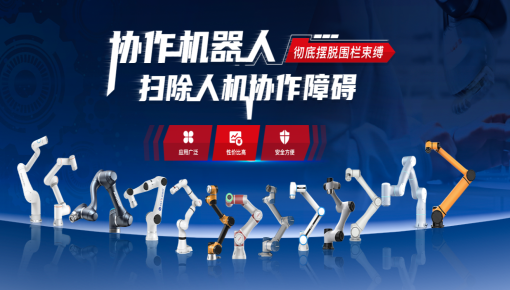 协作机器人
彻底摆脱围栏束缚
扫除人机协作障碍
应用广泛
性价比高
安全方便